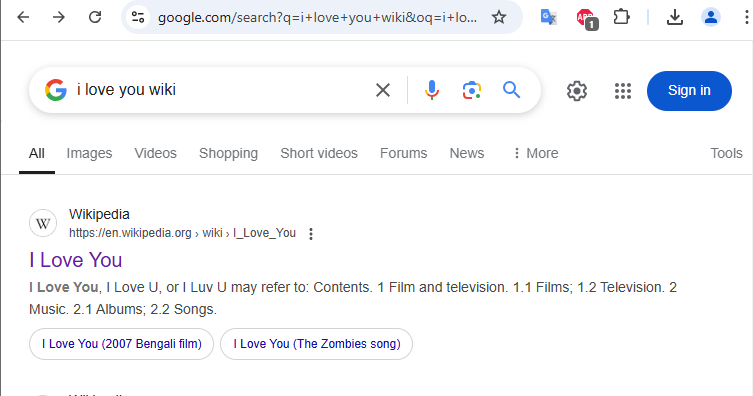 google.com/search?q=i+love+you+wiki&oq=i+lo...
ABP
1
i love you wiki
Sign in
All Images Videos Shopping Short videos Forums News More Tools
W
Wikipedia
https://en.wikipedia.org › wiki › I_Love_You
I Love You
I Love You, I Love U, or I Luv U may refer to: Contents. 1 Film and television. 1.1 Films; 1.2 Television. 2
Music. 2.1 Albums; 2.2 Songs.
I Love You (2007 Bengali film) I Love You (The Zombies song)